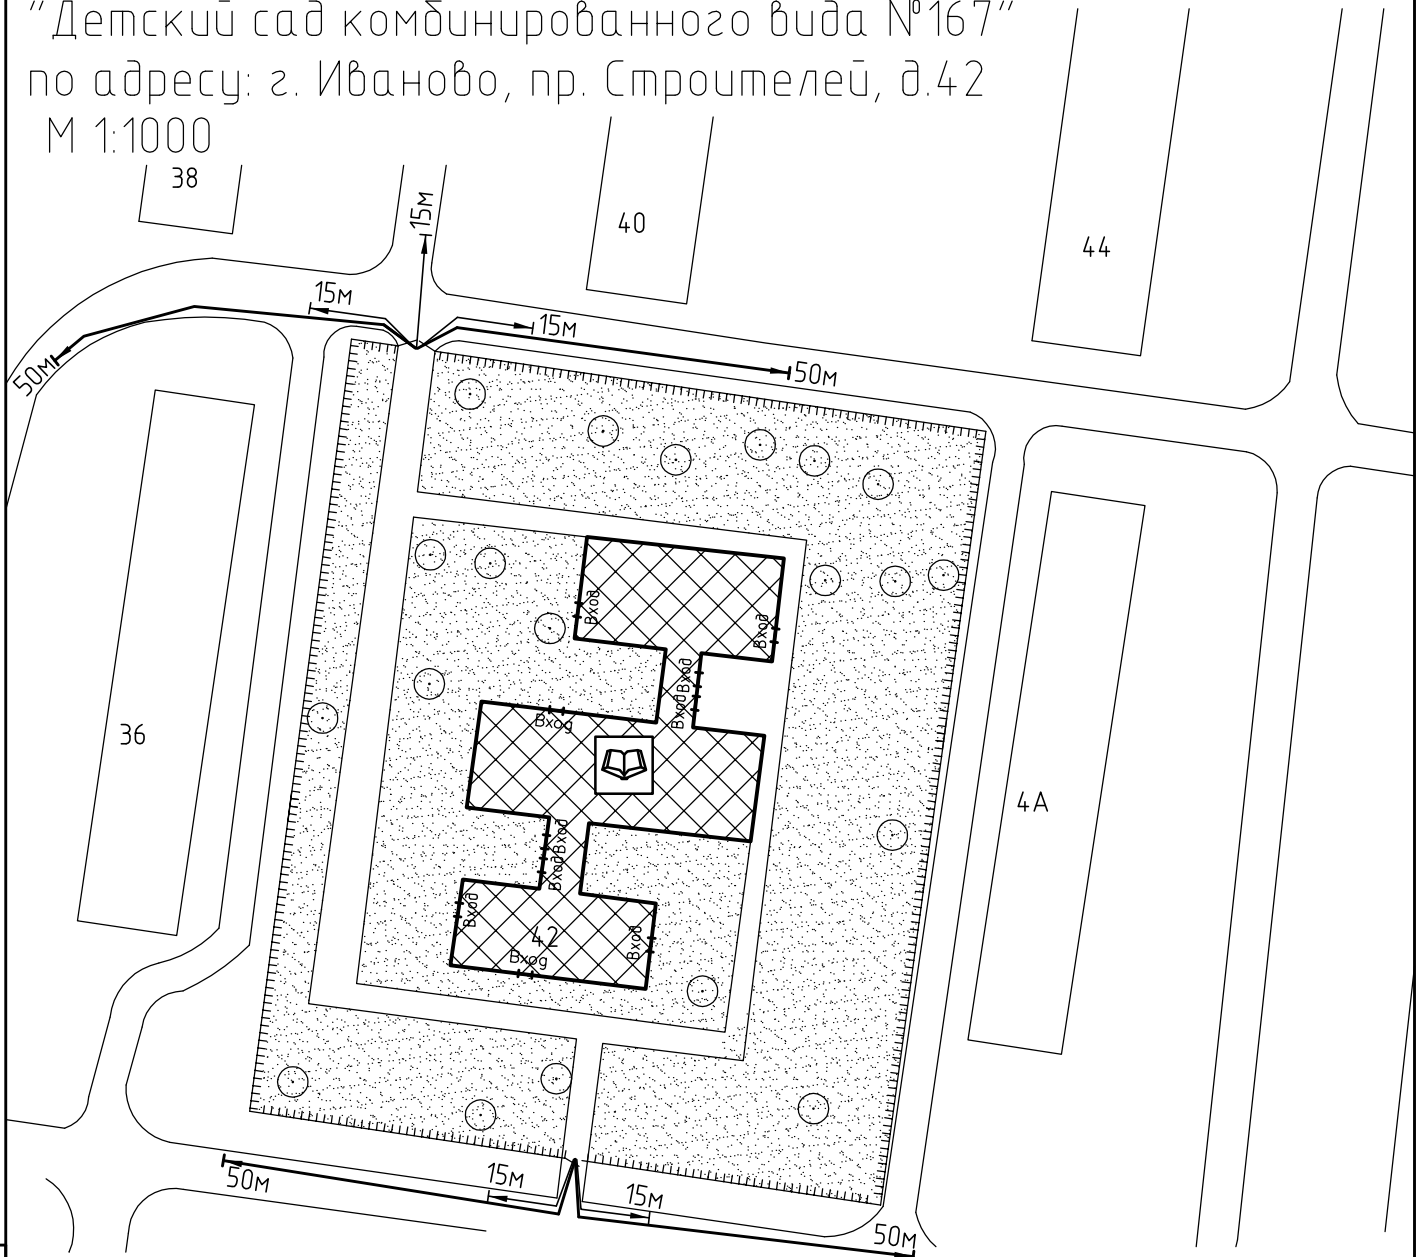 "Детский сад комбинированного вида №167"
по адресу: г. Иваново, пр. Строителей, д.42
М 1:1000
38
15м
40
44
15м
15м
50м
50м
Вход
Вход
Вход
Вход
Вход
36
4А
Вход
Вход
Вход
42
Вход
Вход
50м
15м
15м
50м